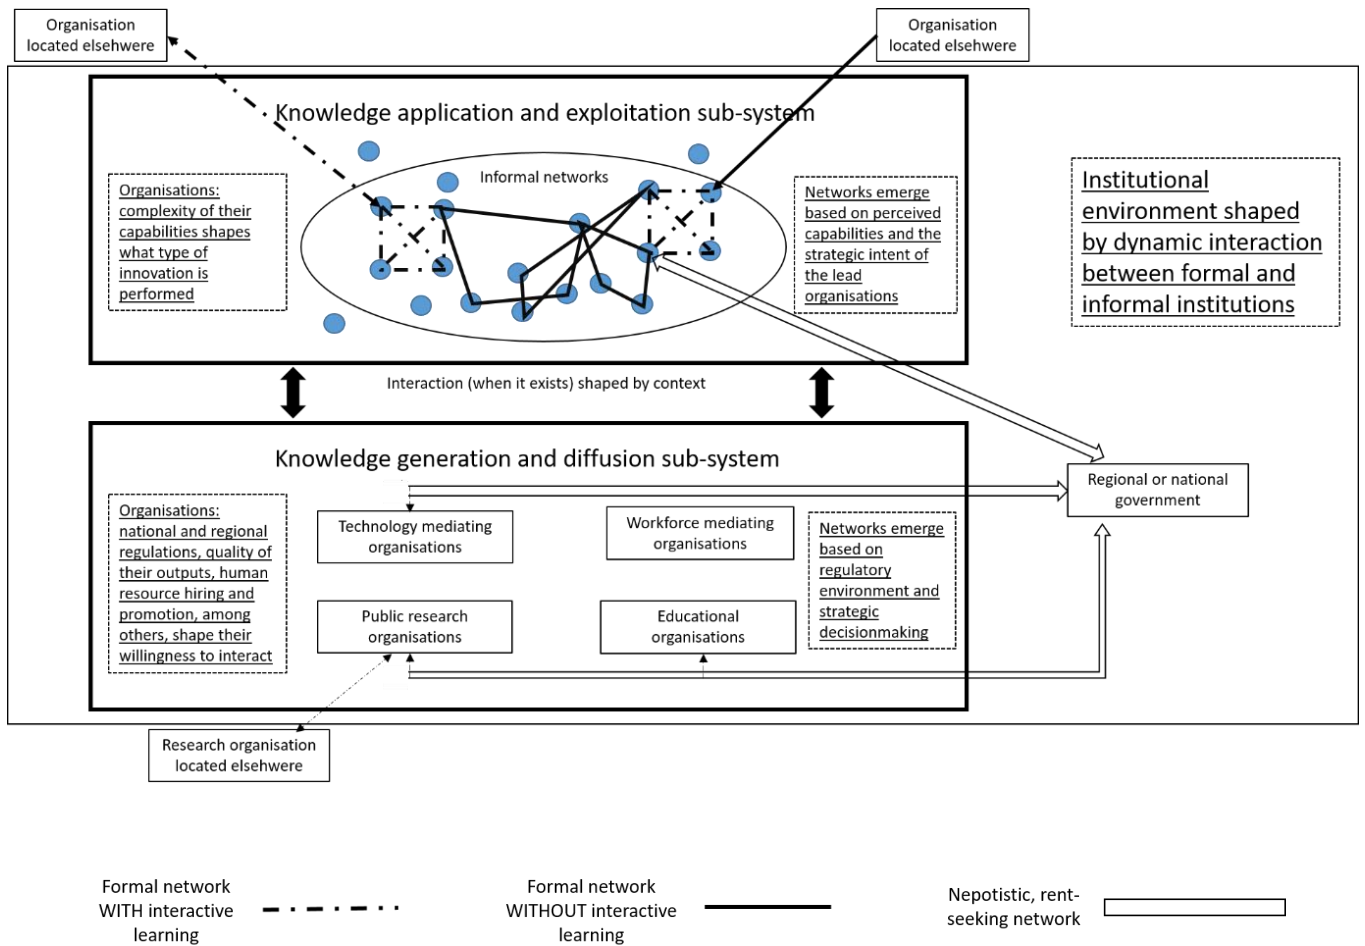 Organisation
located elsehwere
Organisation
located elsehwere
Knowledge application and exploitation sub-system
Informal networks
Organisations:
complexity of their
capabilities shapes
what type of
innovation is
performed
Networks emerge
based on perceived
capabilities and the
strategic intent of
the lead
organisations
Institutional
environment shaped
by dynamic interaction
between formal and
informal institutions
Interaction (when it exists) shaped by context
Knowledge generation and diffusion sub-system
Organisations:
national and regional
regulations, quality of
their outputs, human
resource hiring and
promotion, among
others, shape their
willingness to interact
Technology mediating
organisations
Workforce mediating
organisations
Public research
organisations
Educational
organisations
Networks emerge
based on
regulatory
environment and
strategic
decisionmaking
Regional or national
government
Research organisation
located elsehwere
Formal network
WITH interactive
learning
Formal network
WITHOUT interactive
learning
Nepotistic, rent-
seeking network